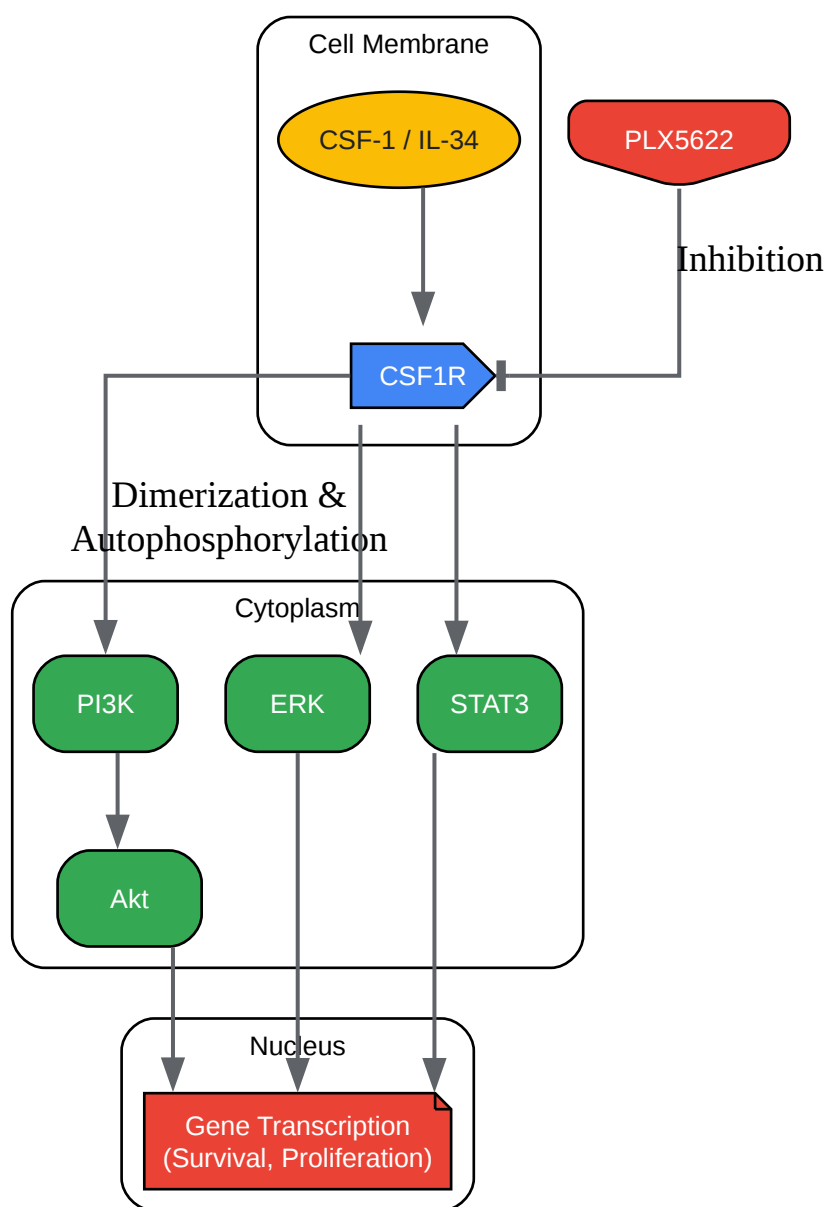 Cell Membrane
CSF-1 / IL-34
PLX5622
Inhibition
CSF1R
Dimerization &
Autophosphorylation
Cytoplasm
PI3K
ERK
STAT3
Akt
Nucleus
Gene Transcription
(Survival, Proliferation)